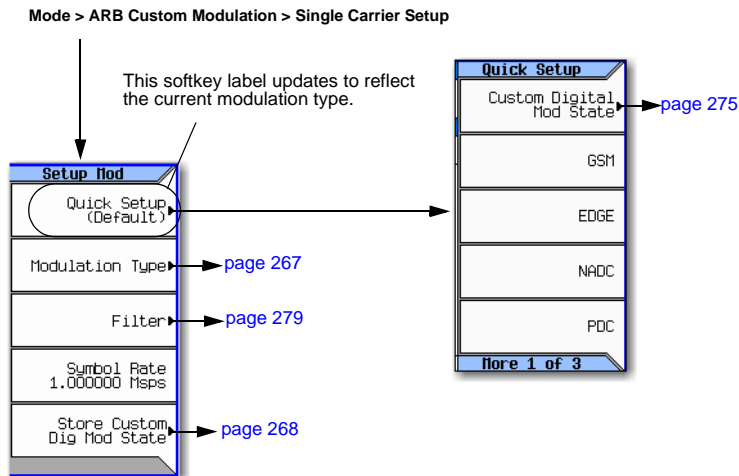 Mode > ARB Custom Modulation > Single Carrier Setup
This softkey label updates to reflect
the current modulation type.
Setup Mod
Quick Setup
(Default)
Modulation Type
page 267
Filter
page 279
Symbol Rate
1.000000 Msps
Store Custom
Dig Mod State
page 268
Quick Setup
Custom Digital
Mod State
page 275
GSM
EDGE
NADC
PDC
More 1 of 3